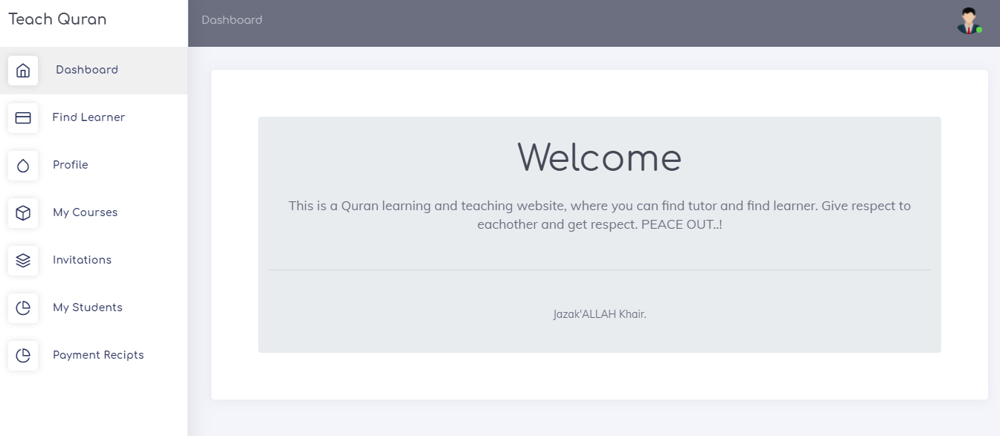 Teach Quran
Dashboard
Dashboard
Find Learner
Profile
My Courses
Invitations
My Students
Payment Recipts
Welcome
This is a Quran learning and teaching website, where you can find tutor and find learner. Give respect to
eachother and get respect. PEACE OUT..!
Jazak'ALLAH Khair.